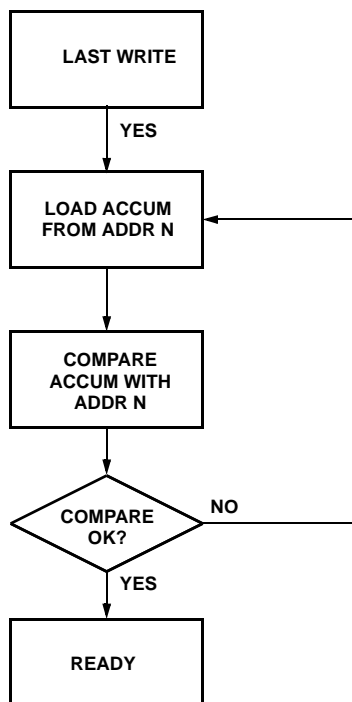 LAST WRITE
YES
LOAD ACCUM
FROM ADDR N
COMPARE
ACCUM WITH
ADDR N
COMPARE
OK?
NO
YES
READY